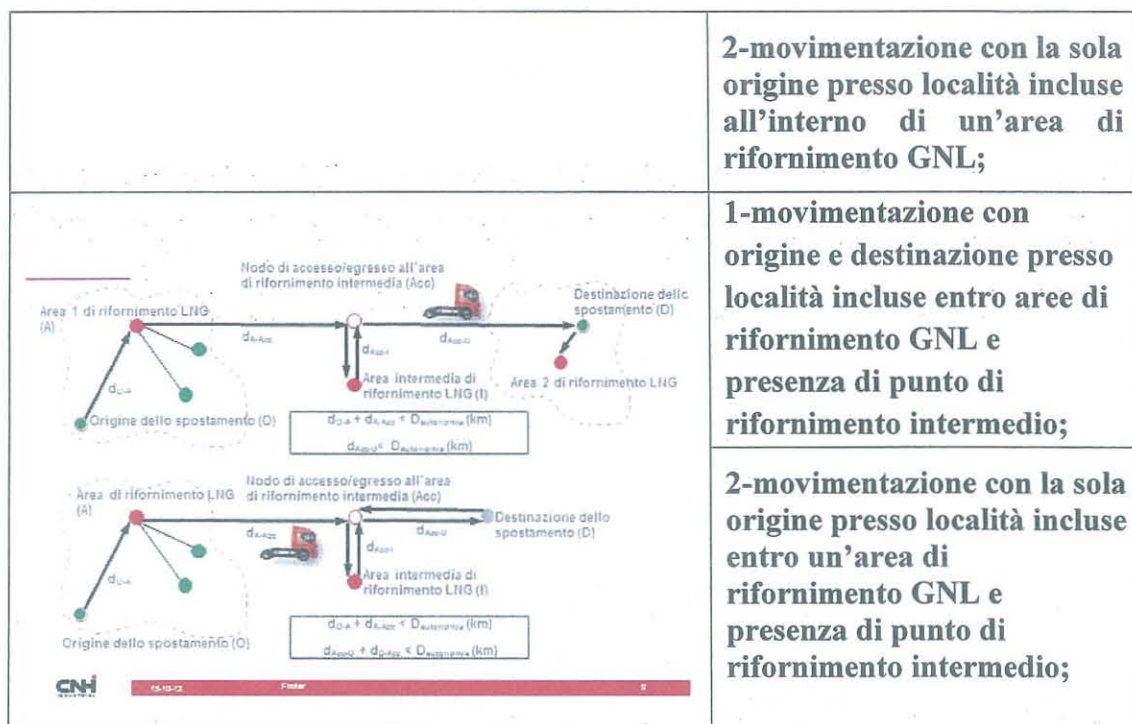 2-movimentazione con la sola
origine presso località incluse
all'interno di un'area di
rifornimento GNL;
Nodo di accesso/egresso all'area
di rifornimento intermedia (Acc)
Area 1 di rifornimento LNG
(A)
Destinazione dello
spostamento (D)
Area intermedia di
rifornimento LNG (I)
Area 2 di rifornimento LNG
Origine dello spostamento (O)
1-movimentazione con
origine e destinazione presso
località incluse entro aree di
rifornimento GNL e
presenza di punto di
rifornimento intermedio;
Nodo di accesso/egresso all'area
di rifornimento intermedia (Acc)
Area di rifornimento LNG
(A)
Destinazione dello
spostamento (D)
Area intermedia di
rifornimento LNG (I)
Origine dello spostamento (O)
CNH
INDUSTRIAL
Footer
2-movimentazione con la sola
origine presso località incluse
entro un'area di
rifornimento GNL e
presenza di punto di
rifornimento intermedio;